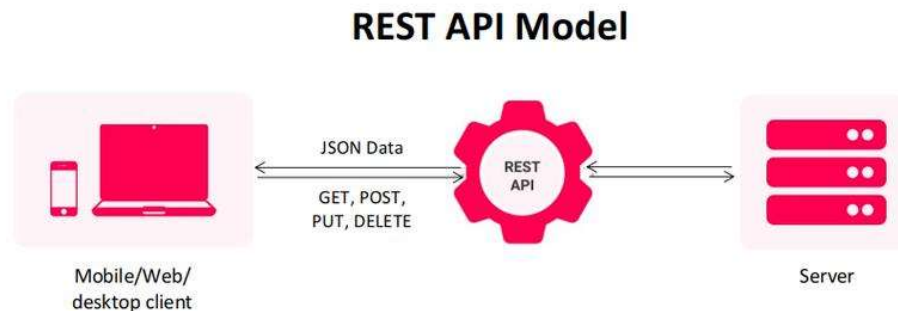 REST API Model
JSON Data
GET, POST,
PUT, DELETE
REST
API
Mobile/Web/
desktop client
Server